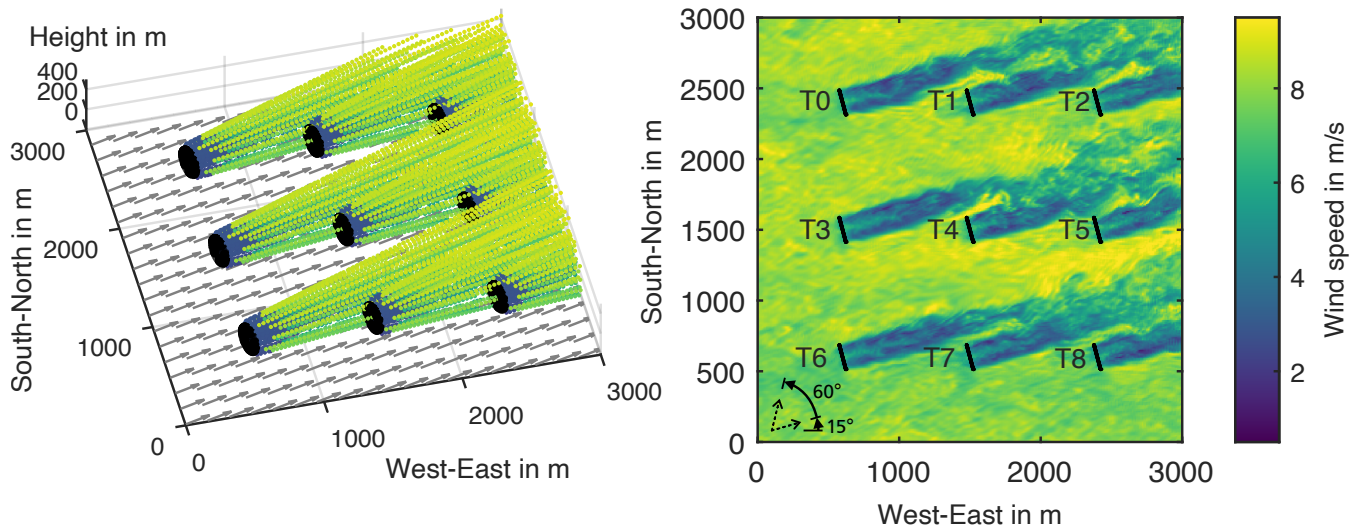 Height in m
400
200
0
3000
2000
1000
0
South-North in m
0
1000
2000
3000
West-East in m
3000
2500
2000
1500
1000
500
0
South-North in m
T0 T1 T2
T3 T4 T5
T6 T7 T8
60°
15°
0 1000 2000 3000
West-East in m
8
6
4
2
Wind speed in m/s